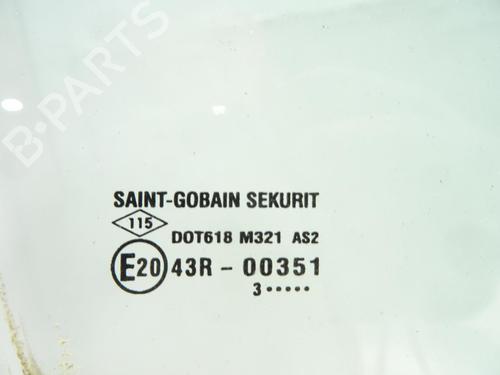 B-PARTS
SAINT-GOBAIN SEKURIT
115
DOT618 M321 AS2
E20 43R - 00351
3•••••